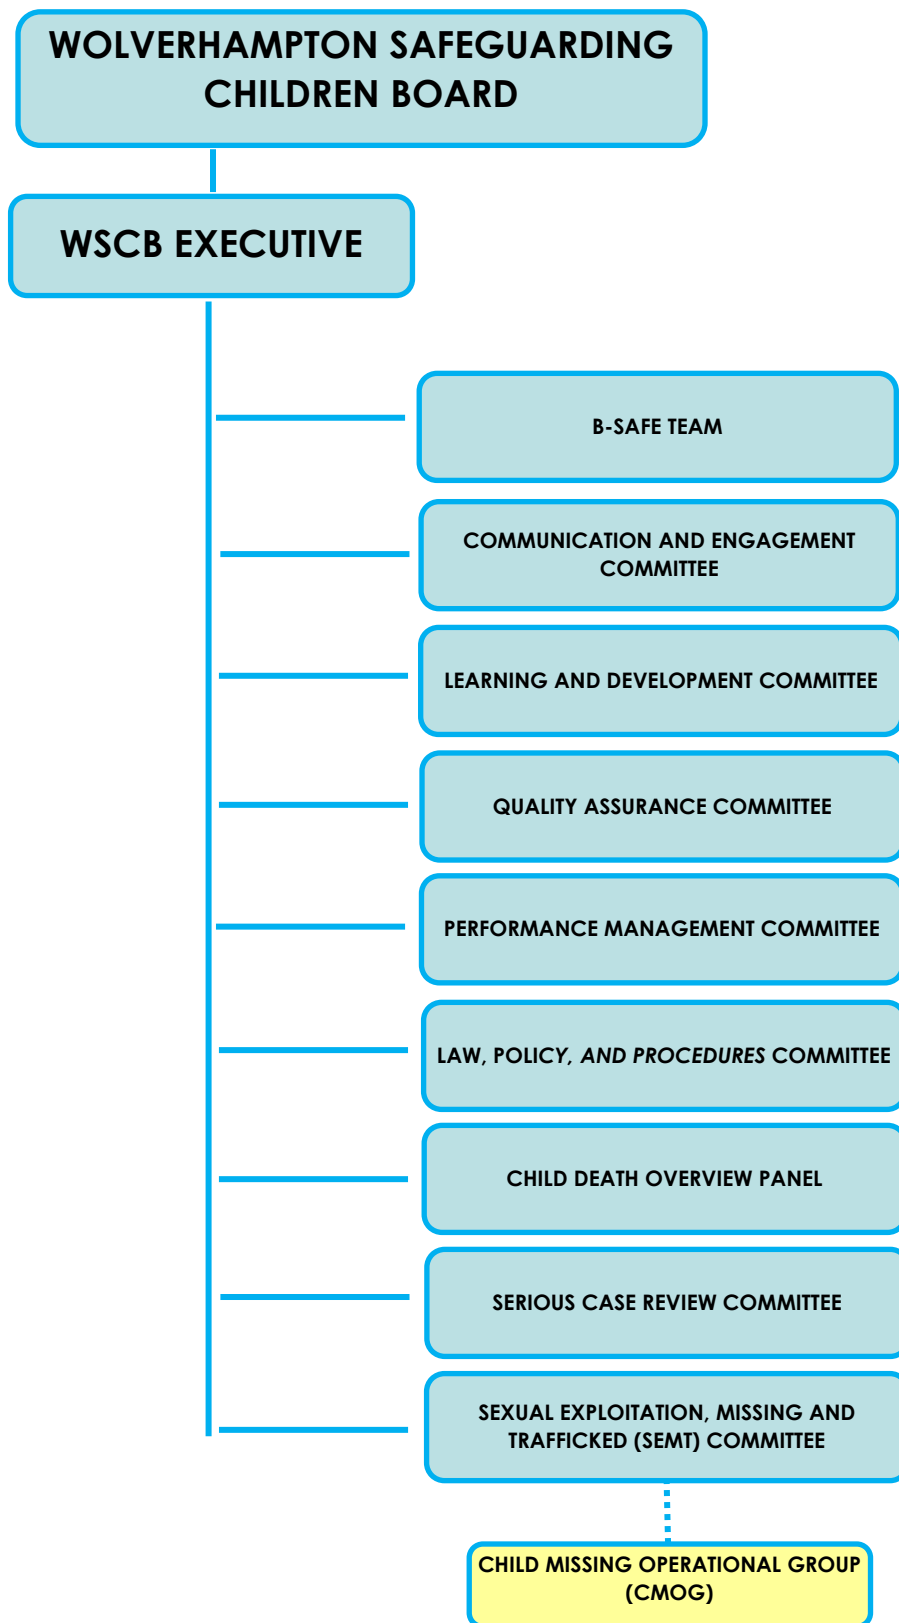 WOLVERHAMPTON SAFEGUARDING
CHILDREN BOARD
WSCB EXECUTIVE
B-SAFE TEAM
COMMUNICATION AND ENGAGEMENT
COMMITTEE
LEARNING AND DEVELOPMENT COMMITTEE
QUALITY ASSURANCE COMMITTEE
PERFORMANCE MANAGEMENT COMMITTEE
LAW, POLICY, AND PROCEDURES COMMITTEE
CHILD DEATH OVERVIEW PANEL
SERIOUS CASE REVIEW COMMITTEE
SEXUAL EXPLOITATION, MISSING AND
TRAFFICKED (SEMT) COMMITTEE
CHILD MISSING OPERATIONAL GROUP
(CMOG)